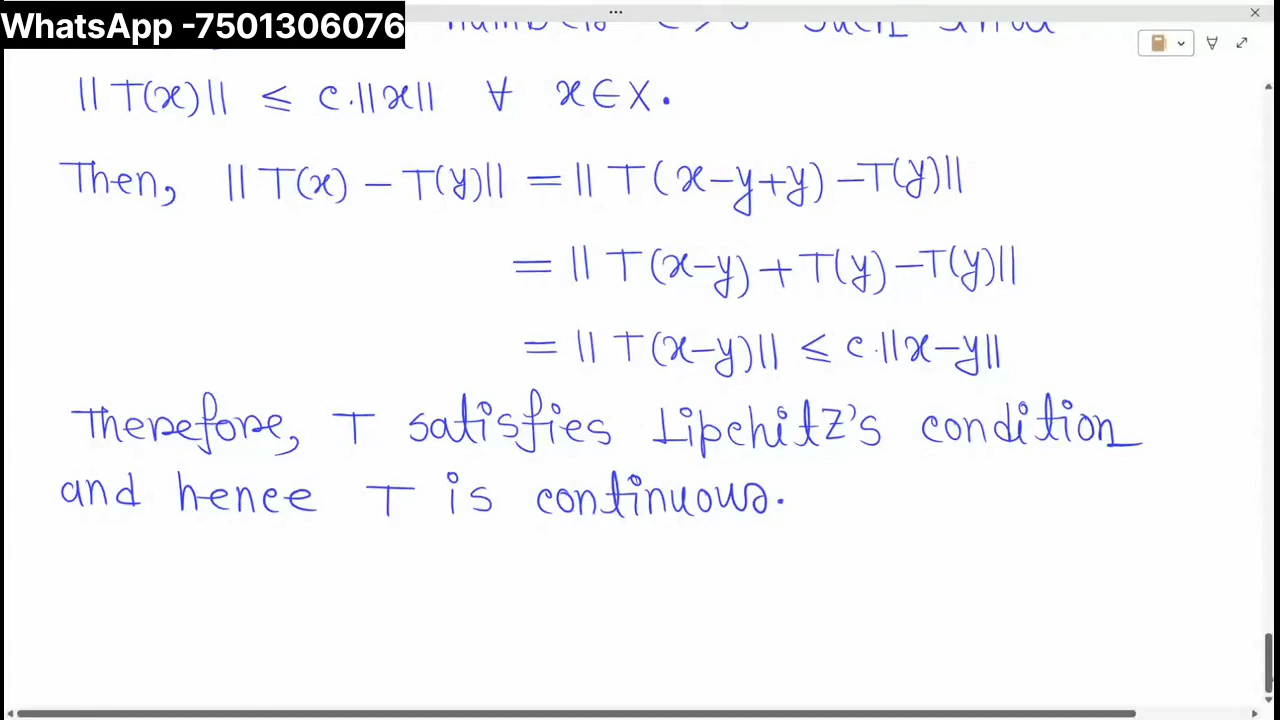 WhatsApp -7501306076
||T(x)|| ≤ c.||x|| ∀ x∈X.
Then, ||T(x) – T(y)|| = ||T(x–y+y) –T(y)||
= ||T(x–y) + T(y) –T(y)||
= ||T(x–y)|| ≤ c.||x–y||
Therefore, T satisfies Lipchitz's condition
and hence T is continuous.